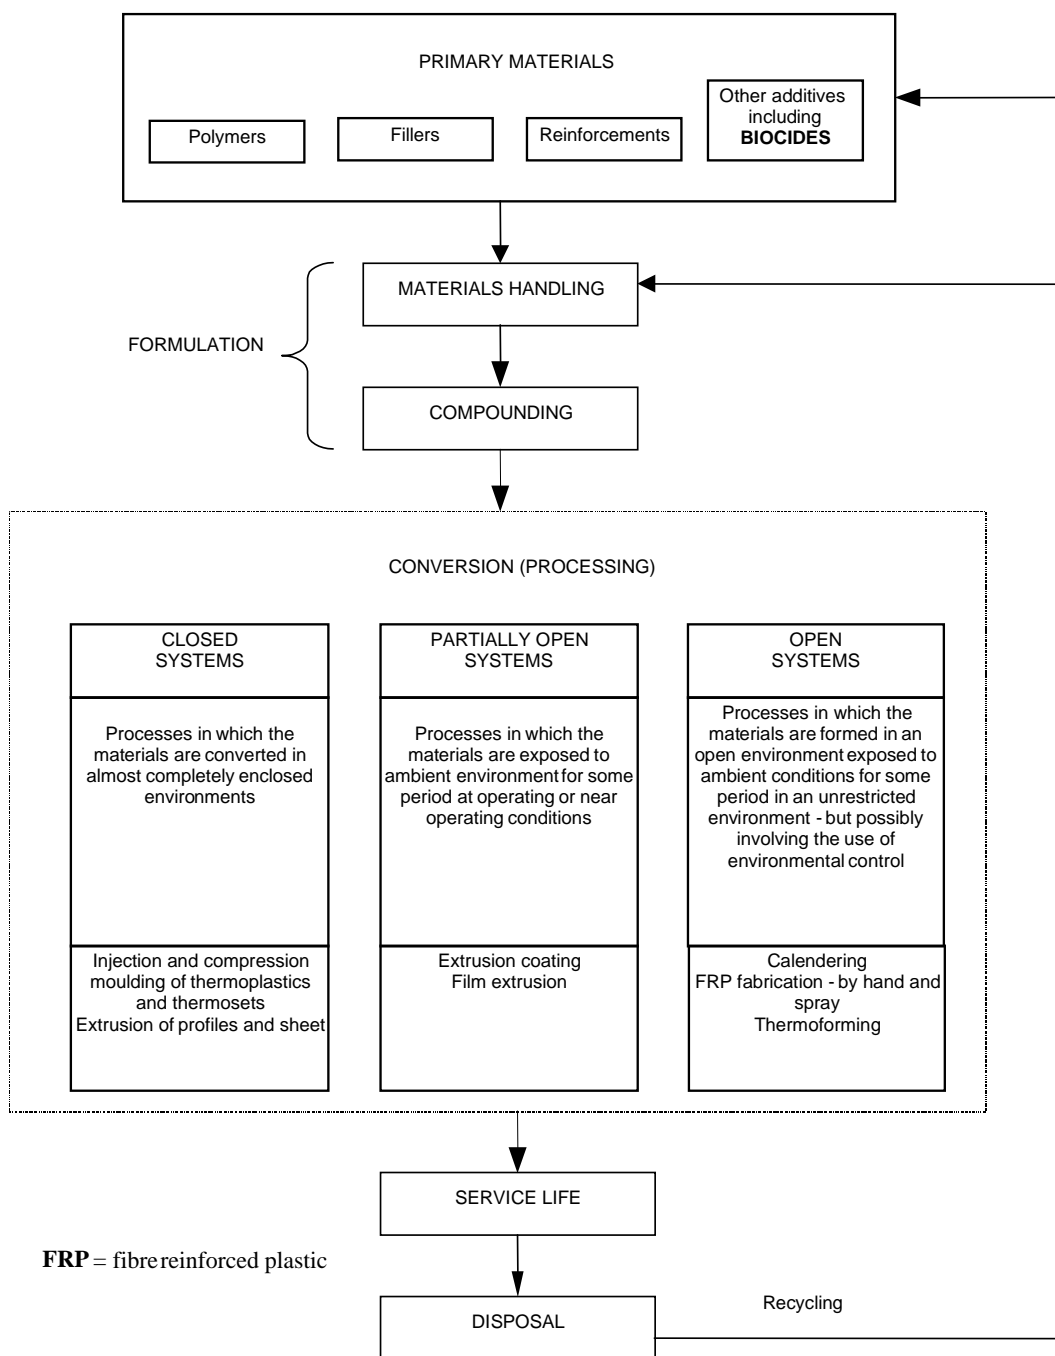 PRIMARY MATERIALS
Polymers
Fillers
Reinforcements
Other additives
including
BIOCIDES
MATERIALS HANDLING
FORMULATION
COMPOUNDING
CONVERSION (PROCESSING)
CLOSED
SYSTEMS
Processes in which the
materials are converted in
almost completely enclosed
environments
Injection and compression
moulding of thermoplastics
and thermosets
Extrusion of profiles and sheet
PARTIALLY OPEN
SYSTEMS
Processes in which the
materials are exposed to
ambient environment for some
period at operating or near
operating conditions
Extrusion coating
Film extrusion
OPEN
SYSTEMS
Processes in which the
materials are formed in an
open environment exposed to
ambient conditions for some
period in an unrestricted
environment - but possibly
involving the use of
environmental control
Calendering
FRP fabrication - by hand and
spray
Thermoforming
SERVICE LIFE
FRP = fibre reinforced plastic
Recycling
DISPOSAL